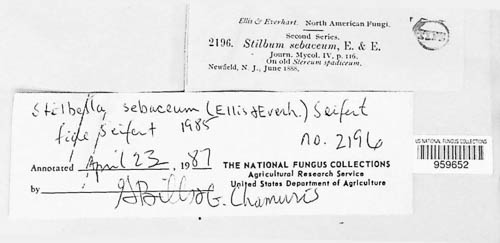 Ellis & Everhart. North American Fungi.
Second Series.
2196. Stilbum sebaceum, E. & E.
Journ. Mycol. IV, p. 116.
On old Stereum spadiceum.
Newfield, N. J., June 1888.
US NATIONAL FUNGUS COLLECTIONS
959652
Stilbella sebaceum (Ellis & Everh.) Seifert
fide Seifert 1985
no. 2196
Annotated April 23, 1987
THE NATIONAL FUNGUS COLLECTIONS
Agricultural Research Service
United States Department of Agriculture
by G Bills & G. Chamuris